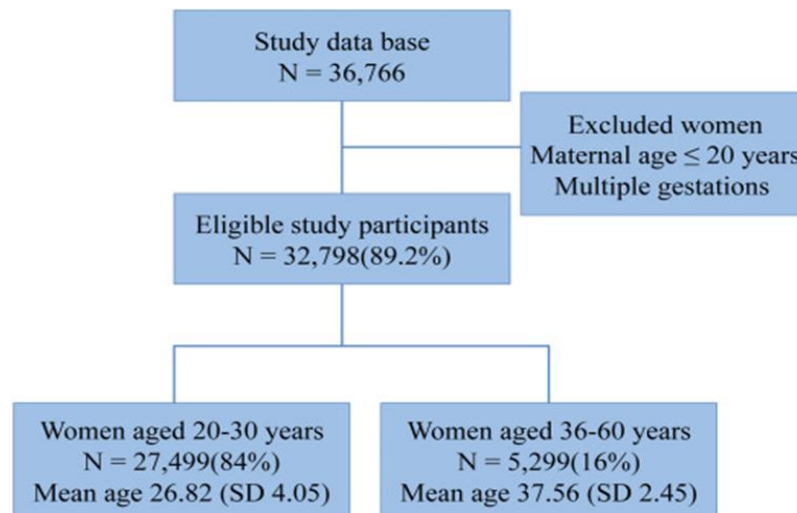 Study data base
N = 36,766
Excluded women
Maternal age ≤ 20 years
Multiple gestations
Eligible study participants
N = 32,798(89.2%)
Women aged 20-30 years
N = 27,499(84%)
Mean age 26.82 (SD 4.05)
Women aged 36-60 years
N = 5,299(16%)
Mean age 37.56 (SD 2.45)